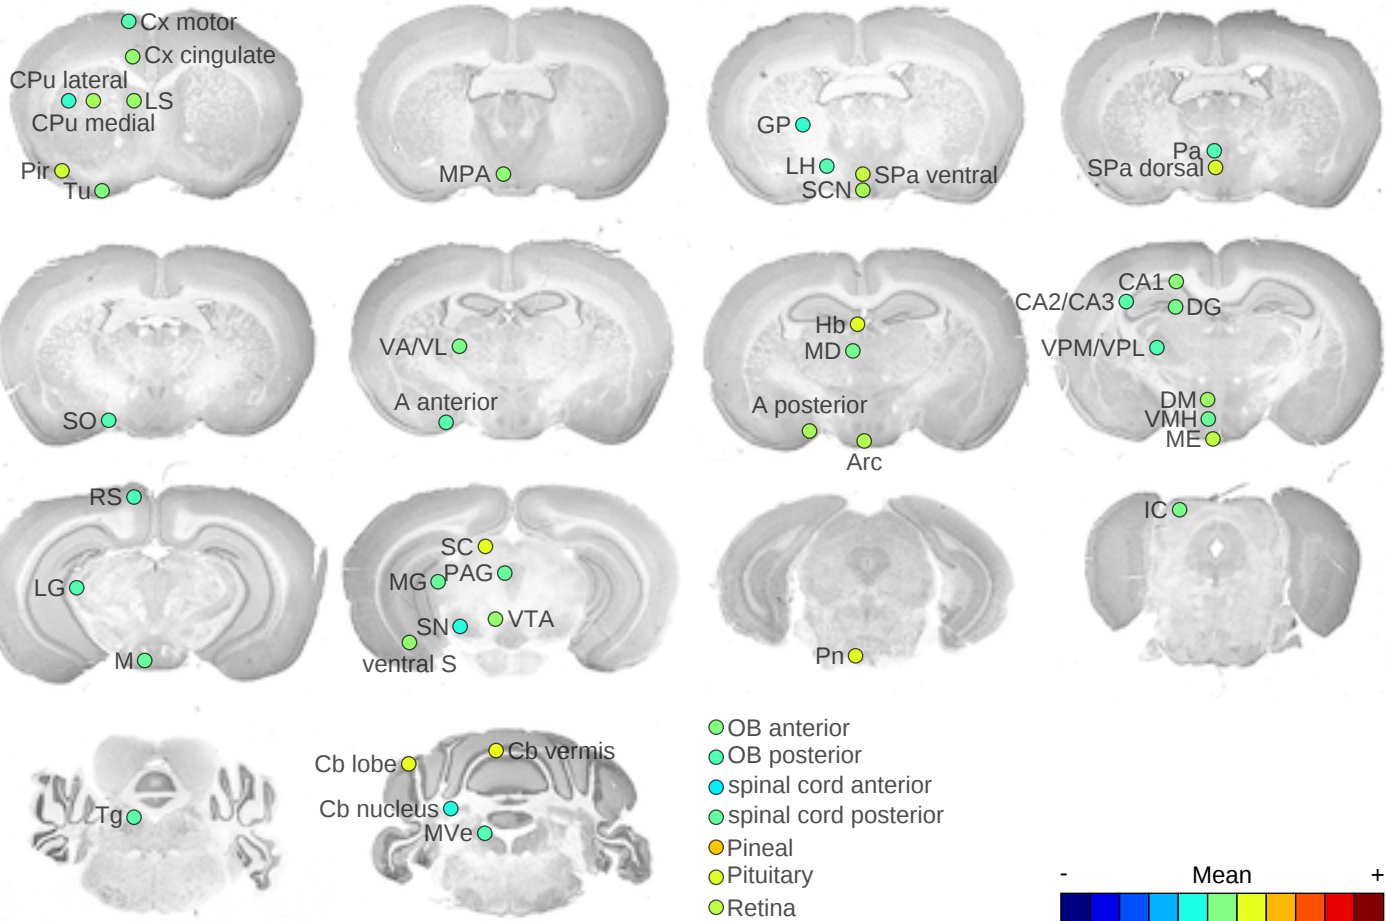 Cx motor
Cx cingulate
CPu lateral
LS
CPu medial
Pir
Tu
MPA
GP
LH
SPa ventral
SCN
Pa
SPa dorsal
SO
VA/VL
A anterior
Hb
MD
A posterior
Arc
CA1
CA2/CA3
DG
VPM/VPL
DM
VMH
ME
RS
LG
M
SC
PAG
MG
SN
VTA
ventral S
Pn
IC
Tg
Cb lobe
Cb vermis
Cb nucleus
MVe
OB anterior
OB posterior
spinal cord anterior
spinal cord posterior
Pineal
Pituitary
Retina
- Mean +